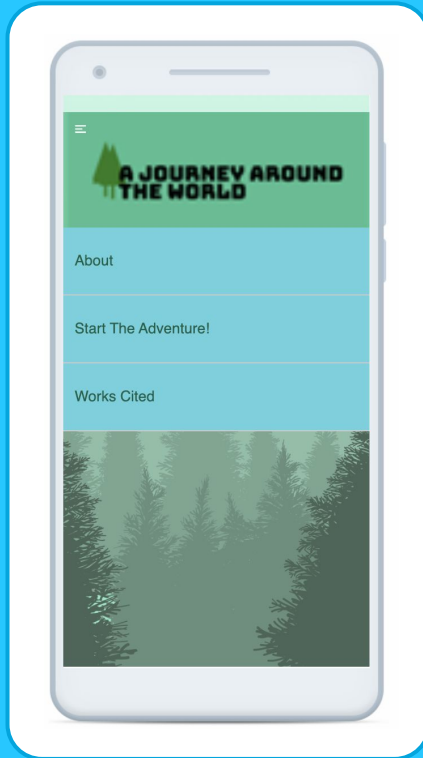 A JOURNEY AROUND
THE WORLD
About
Start The Adventure!
Works Cited